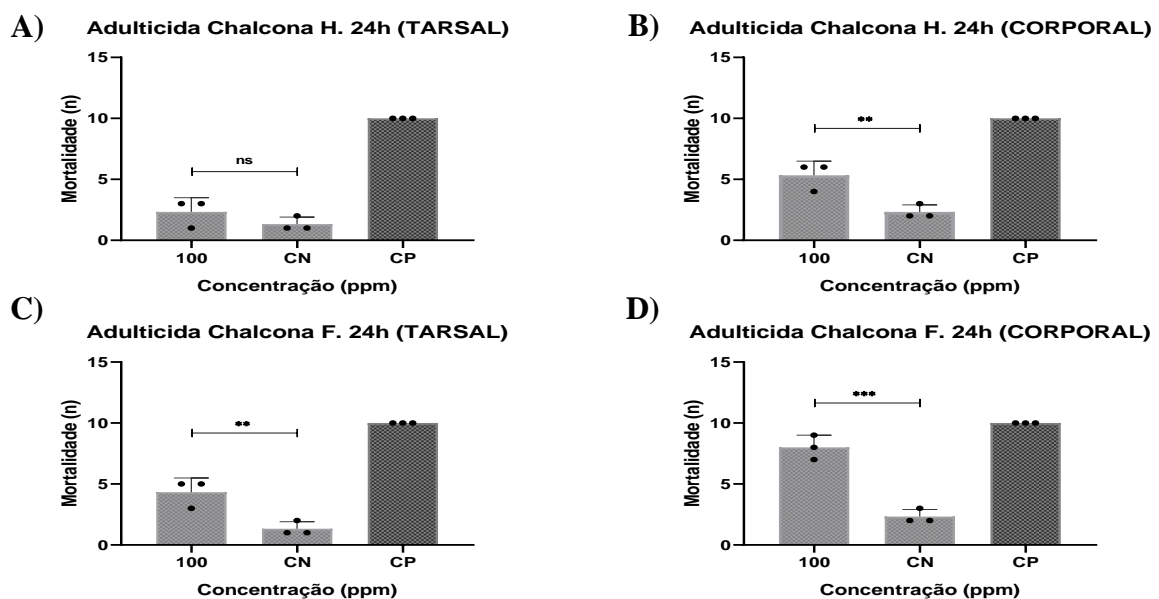 A)
Adulticida Chalcona H. 24h (TARSAL)
Mortalidade (n)
15
10
5
0
ns
100 CN CP
Concentração (ppm)
B)
Adulticida Chalcona H. 24h (CORPORAL)
Mortalidade (n)
15
10
5
0
**
100 CN CP
Concentração (ppm)
C)
Adulticida Chalcona F. 24h (TARSAL)
Mortalidade (n)
15
10
5
0
**
100 CN CP
Concentração (ppm)
D)
Adulticida Chalcona F. 24h (CORPORAL)
Mortalidade (n)
15
10
5
0
***
100 CN CP
Concentração (ppm)